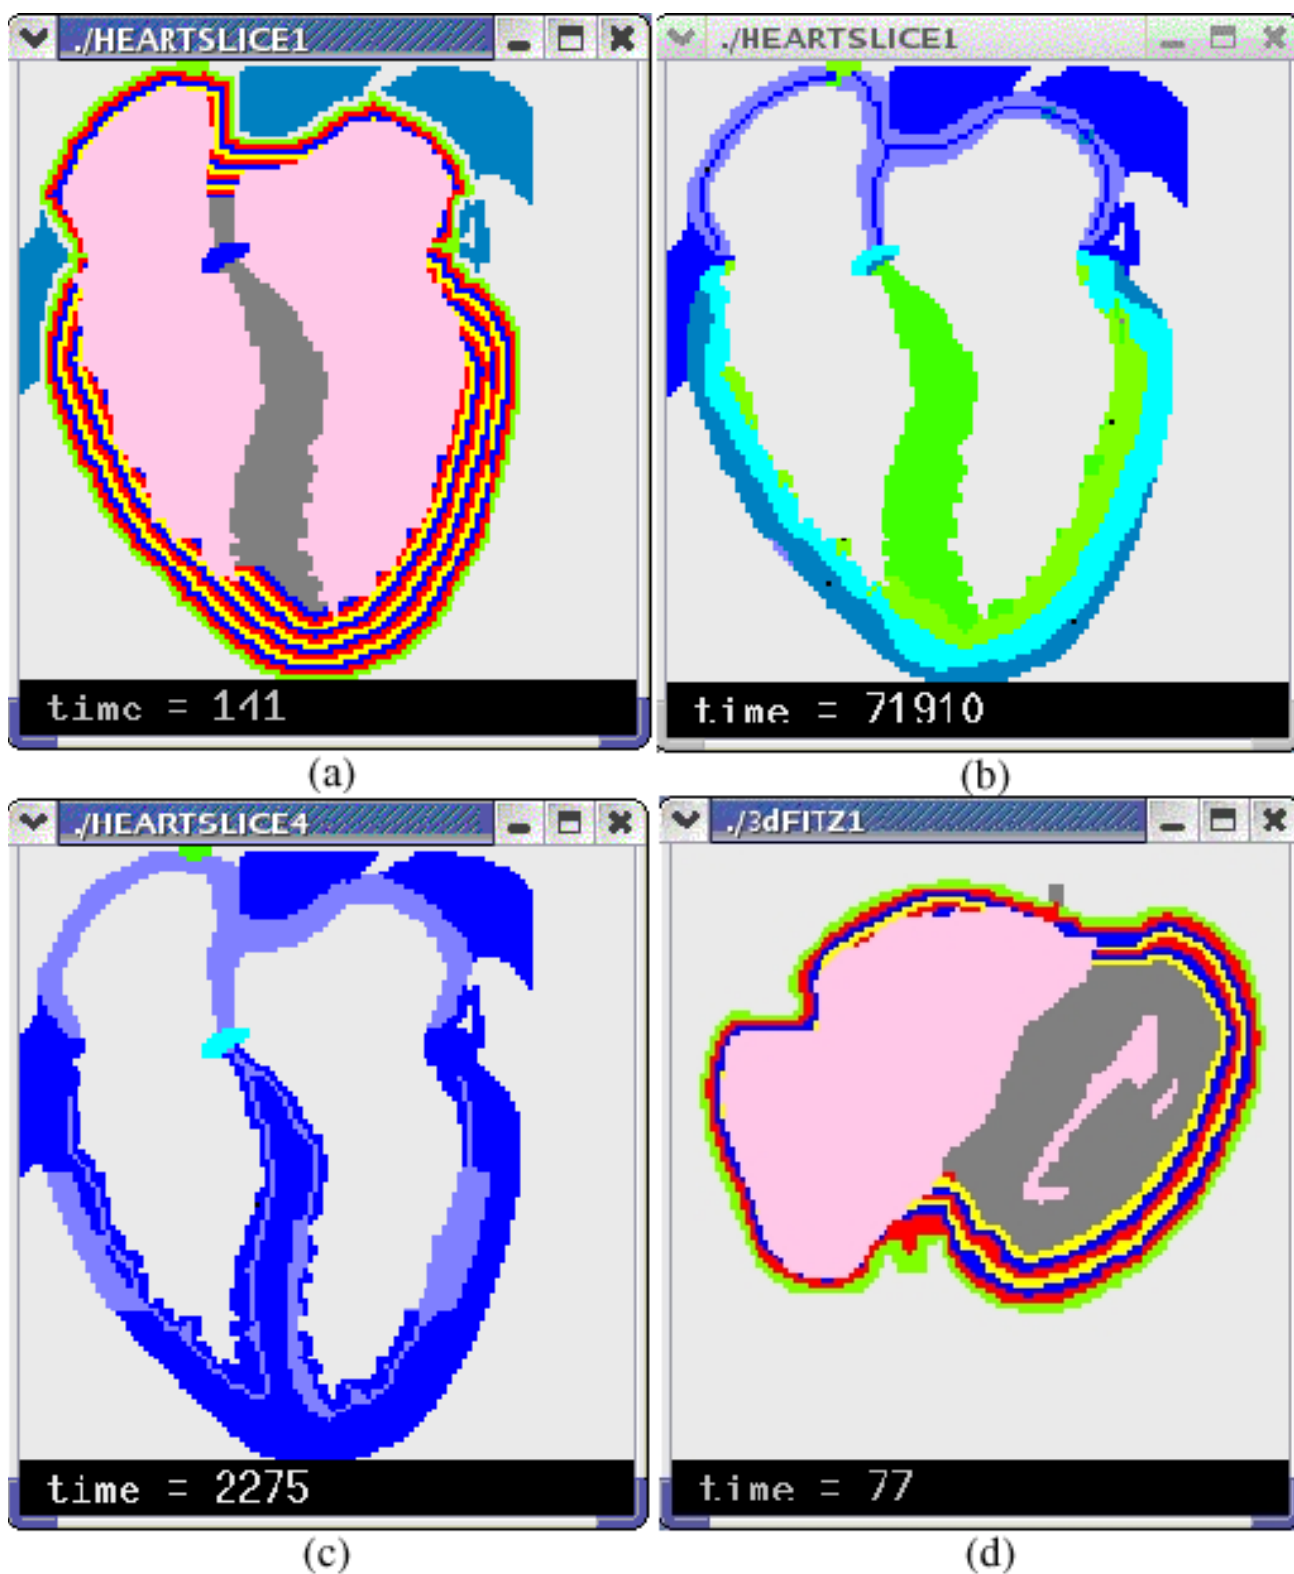 ./HEARTSLICE1
./HEARTSLICE1
time = 141
time = 71910
(a)
(b)
./HEARTSLICE4
./3dFITZ1
time = 2275
time = 77
(c)
(d)